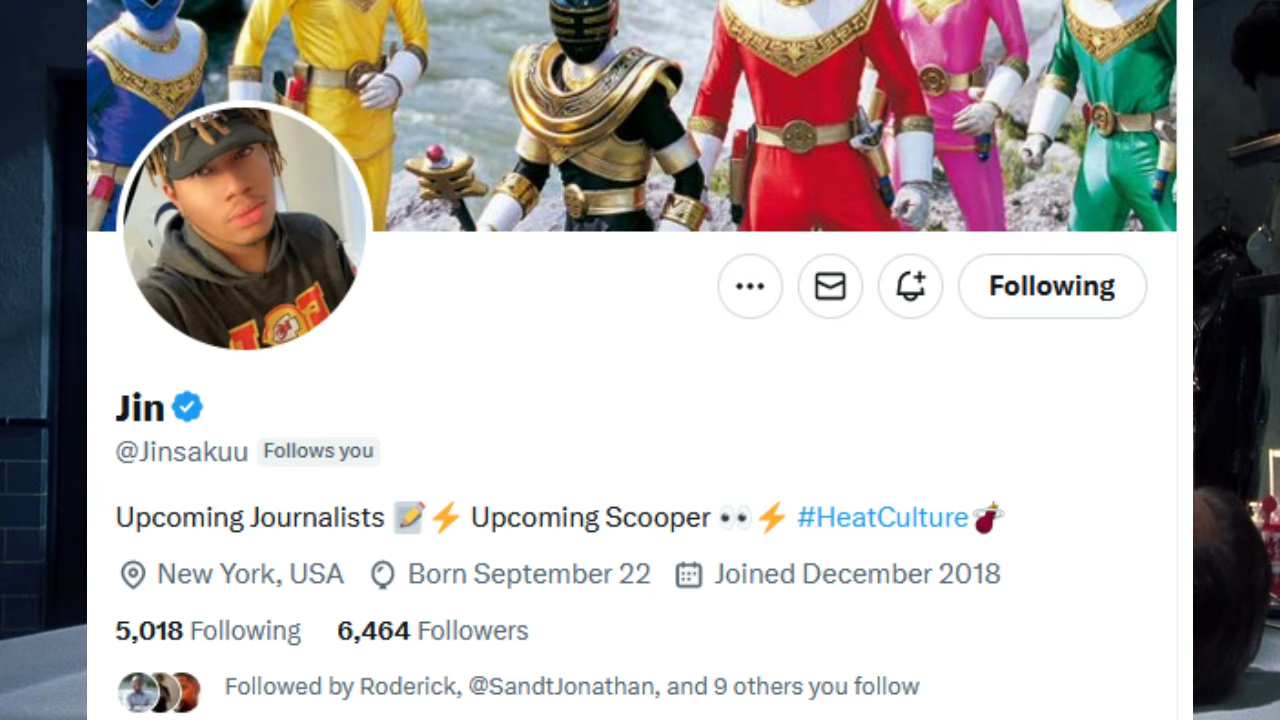 Following
Jin
@Jinsakuu Follows you
Upcoming Journalists 📝⚡ Upcoming Scooper 👀⚡ #HeatCulture
New York, USA Born September 22 Joined December 2018
5,018 Following 6,464 Followers
Followed by Roderick, @SandtJonathan, and 9 others you follow